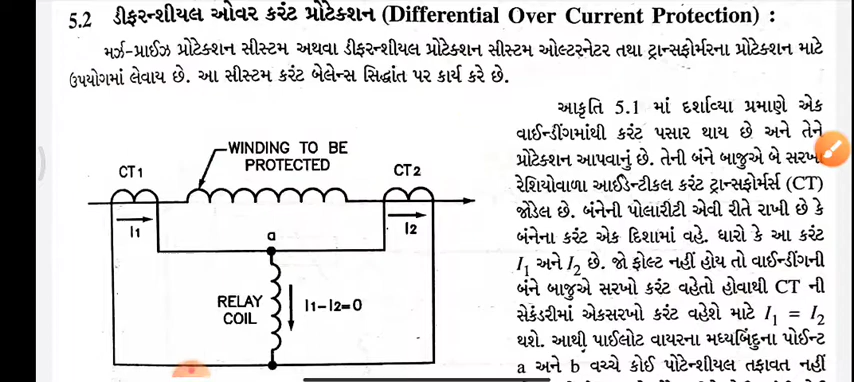 5.2 ડીફરન્શીયલ ઓવર કરંટ પ્રોટેક્શન (Differential Over Current Protection) :
મર્ઝ-પ્રાઈઝ પ્રોટેક્શન સીસ્ટમ અથવા ડીફરન્શીયલ પ્રોટેક્શન સીસ્ટમ ઓલ્ટરનેટર તથા ટ્રાન્સફોર્મરના પ્રોટેક્શન માટે
ઉપયોગમાં લેવાય છે. આ સીસ્ટમ કરંટ બેલેન્સ સિદ્ધાંત પર કાર્ય કરે છે.
WINDING TO BE
PROTECTED
CT1
CT2
I1
I2
a
RELAY
COIL
I1-I2=0
આકૃતિ 5.1 માં દર્શાવ્યા પ્રમાણે એક
વાઈન્ડીંગમાંથી કરંટ પસાર થાય છે અને તેને
પ્રોટેક્શન આપવાનું છે. તેની બંને બાજુએ બે સરખા
રેશિયોવાળા આઈડેન્ટીકલ કરંટ ટ્રાન્સફોર્મર્સ (CT)
જોડેલ છે. બંનેની પોલારીટી એવી રીતે રાખી છે કે
બંનેના કરંટ એક દિશામાં વહે. ધારો કે આ કરંટ
I₁ અને I₂ છે. જો ફોલ્ટ નહીં હોય તો વાઈન્ડીંગની
બંને બાજુએ સરખો કરંટ વહેતો હોવાથી CT ની
સેકંડરીમાં એકસરખો કરંટ વહેશે માટે I₁ = I₂
થશે. આથી પાઈલોટ વાયરના મધ્યબિંદુના પોઈન્ટ
a અને b વચ્ચે કોઈ પોટેન્શીયલ તફાવત નહીં